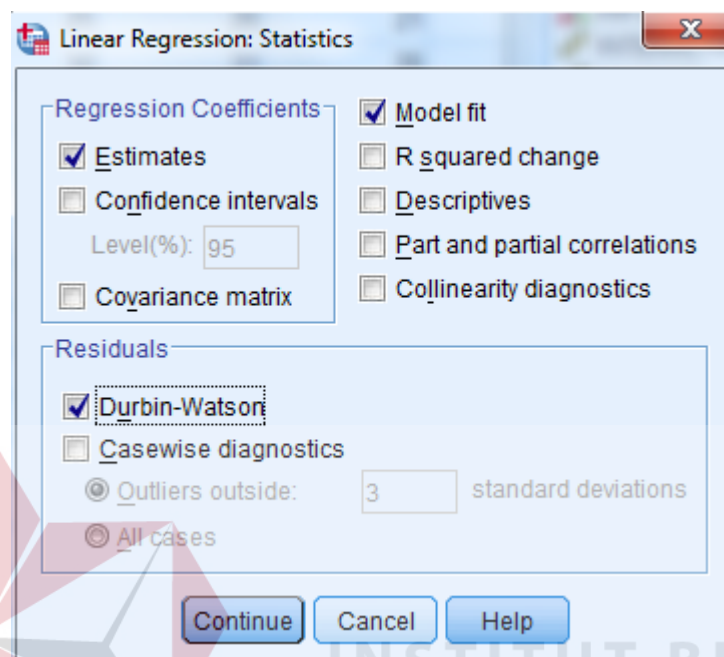 Linear Regression: Statistics
Regression Coefficients
Estimates
Confidence intervals
Level(%): 95
Covariance matrix
Model fit
R squared change
Descriptives
Part and partial correlations
Collinearity diagnostics
Residuals
Durbin-Watson
Casewise diagnostics
Outliers outside: 3 standard deviations
All cases
Continue Cancel Help
INSTITUT B